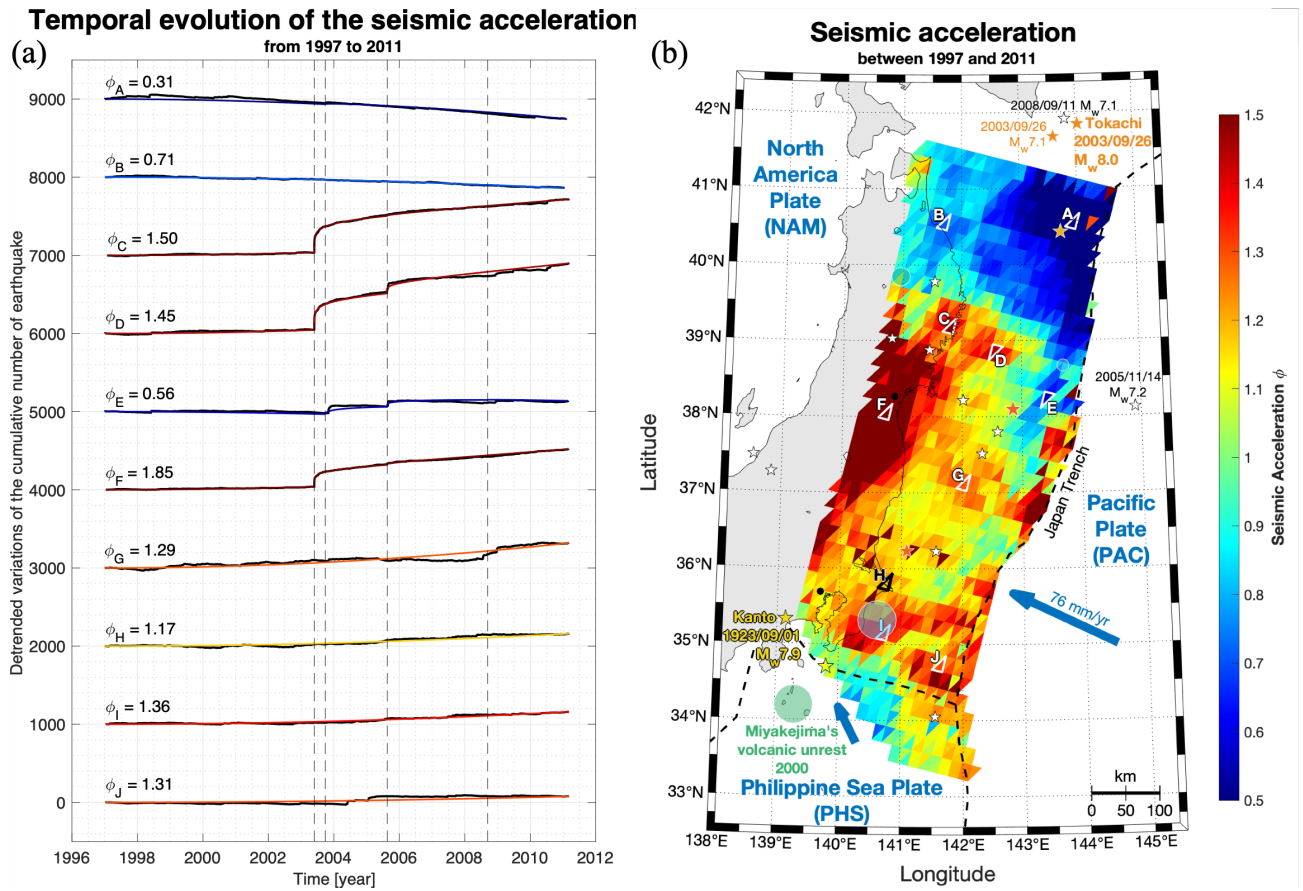 Temporal evolution of the seismic acceleration
from 1997 to 2011
(a)
Detrended variations of the cumulative number of earthquake
9000
8000
7000
6000
5000
4000
3000
2000
1000
0
ϕA = 0.31
ϕB = 0.71
ϕC = 1.50
ϕD = 1.45
ϕE = 0.56
ϕF = 1.85
ϕG = 1.29
ϕH = 1.17
ϕI = 1.36
ϕJ = 1.31
1996 1998 2000 2002 2004 2006 2008 2010 2012
Time [year]
(b)
Seismic acceleration
between 1997 and 2011
Latitude
42°N
41°N
40°N
39°N
38°N
37°N
36°N
35°N
34°N
33°N
2008/09/11 Mw7.1
2003/09/26
Mw7.1
Tokachi
2003/09/26
Mw8.0
North
America
Plate
(NAM)
A
B
C
D
2005/11/14
Mw7.2
E
F
G
Japan Trench
Pacific
Plate
(PAC)
H
76 mm/yr
Kanto
1923/09/01
Mw7.9
I
J
Miyakejima's
volcanic unrest
2000
Philippine Sea Plate
(PHS)
km
0 50 100
138°E 139°E 140°E 141°E 142°E 143°E 144°E 145°E
Longitude
1.5
1.4
1.3
1.2
1.1
1
0.9
0.8
0.7
0.6
0.5
Seismic Acceleration ϕ